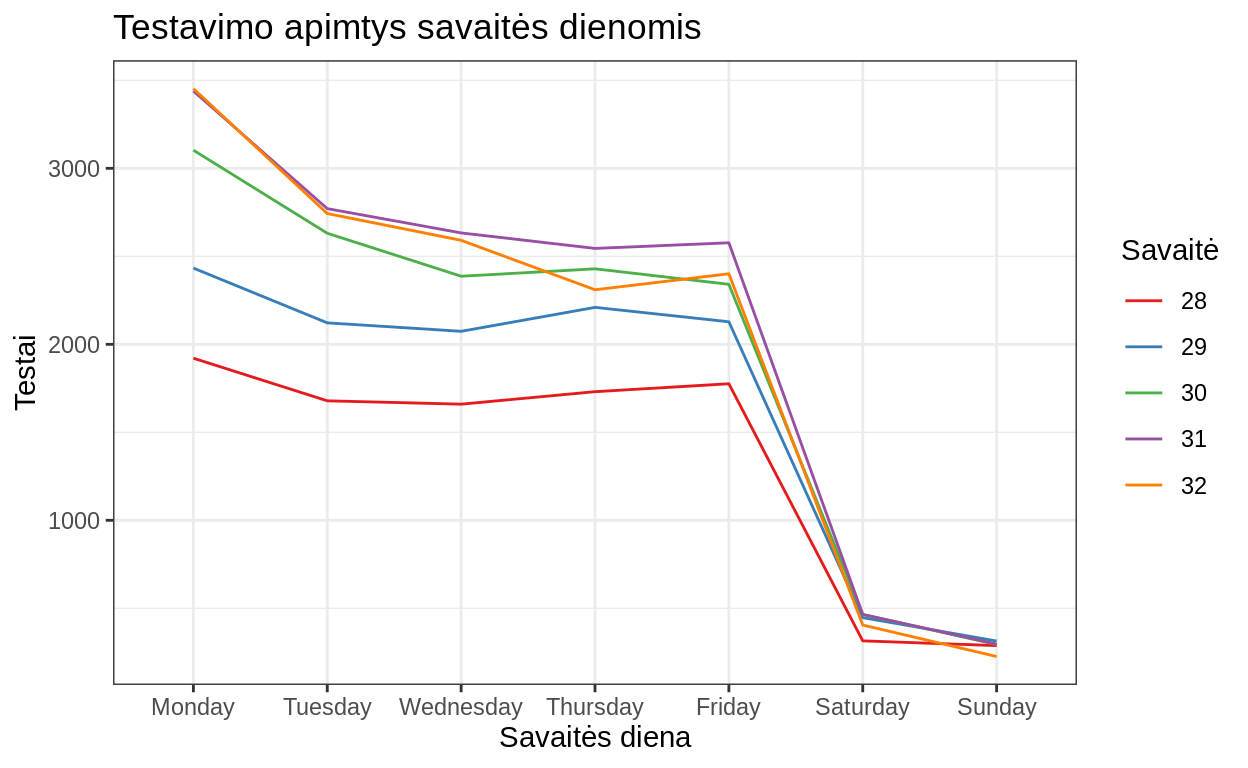 Testavimo apimtys savaitės dienomis
Testai
3000
2000
1000
Monday Tuesday Wednesday Thursday Friday Saturday Sunday
Savaitės diena
Savaitė
28
29
30
31
32